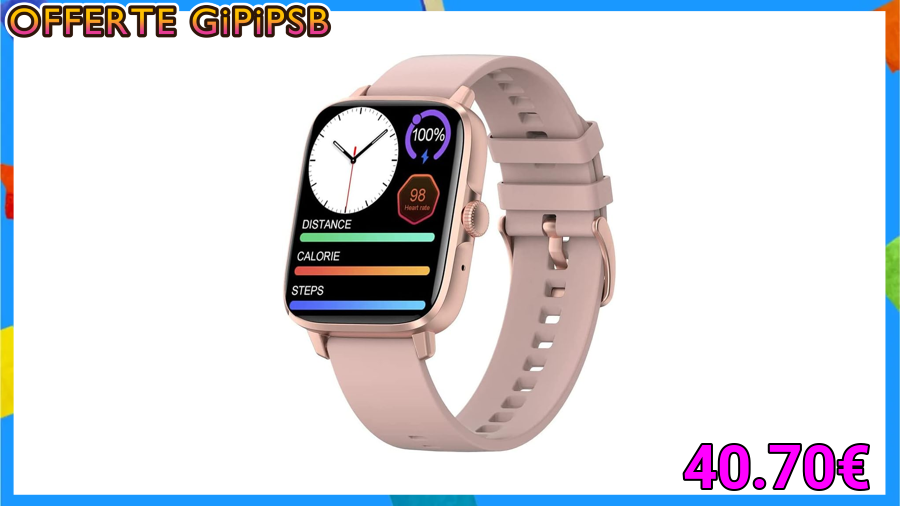 OFFERTE GiPiPSB
100%
98
Heart rate
DISTANCE
CALORIE
STEPS
40.70€